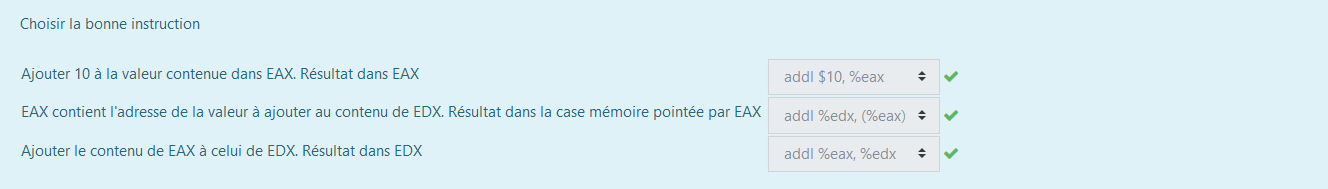 Choisir la bonne instruction
Ajouter 10 à la valeur contenue dans EAX. Résultat dans EAX addl $10, %eax
EAX contient l'adresse de la valeur à ajouter au contenu de EDX. Résultat dans la case mémoire pointée par EAX addl %edx, (%eax)
Ajouter le contenu de EAX à celui de EDX. Résultat dans EDX addl %eax, %edx